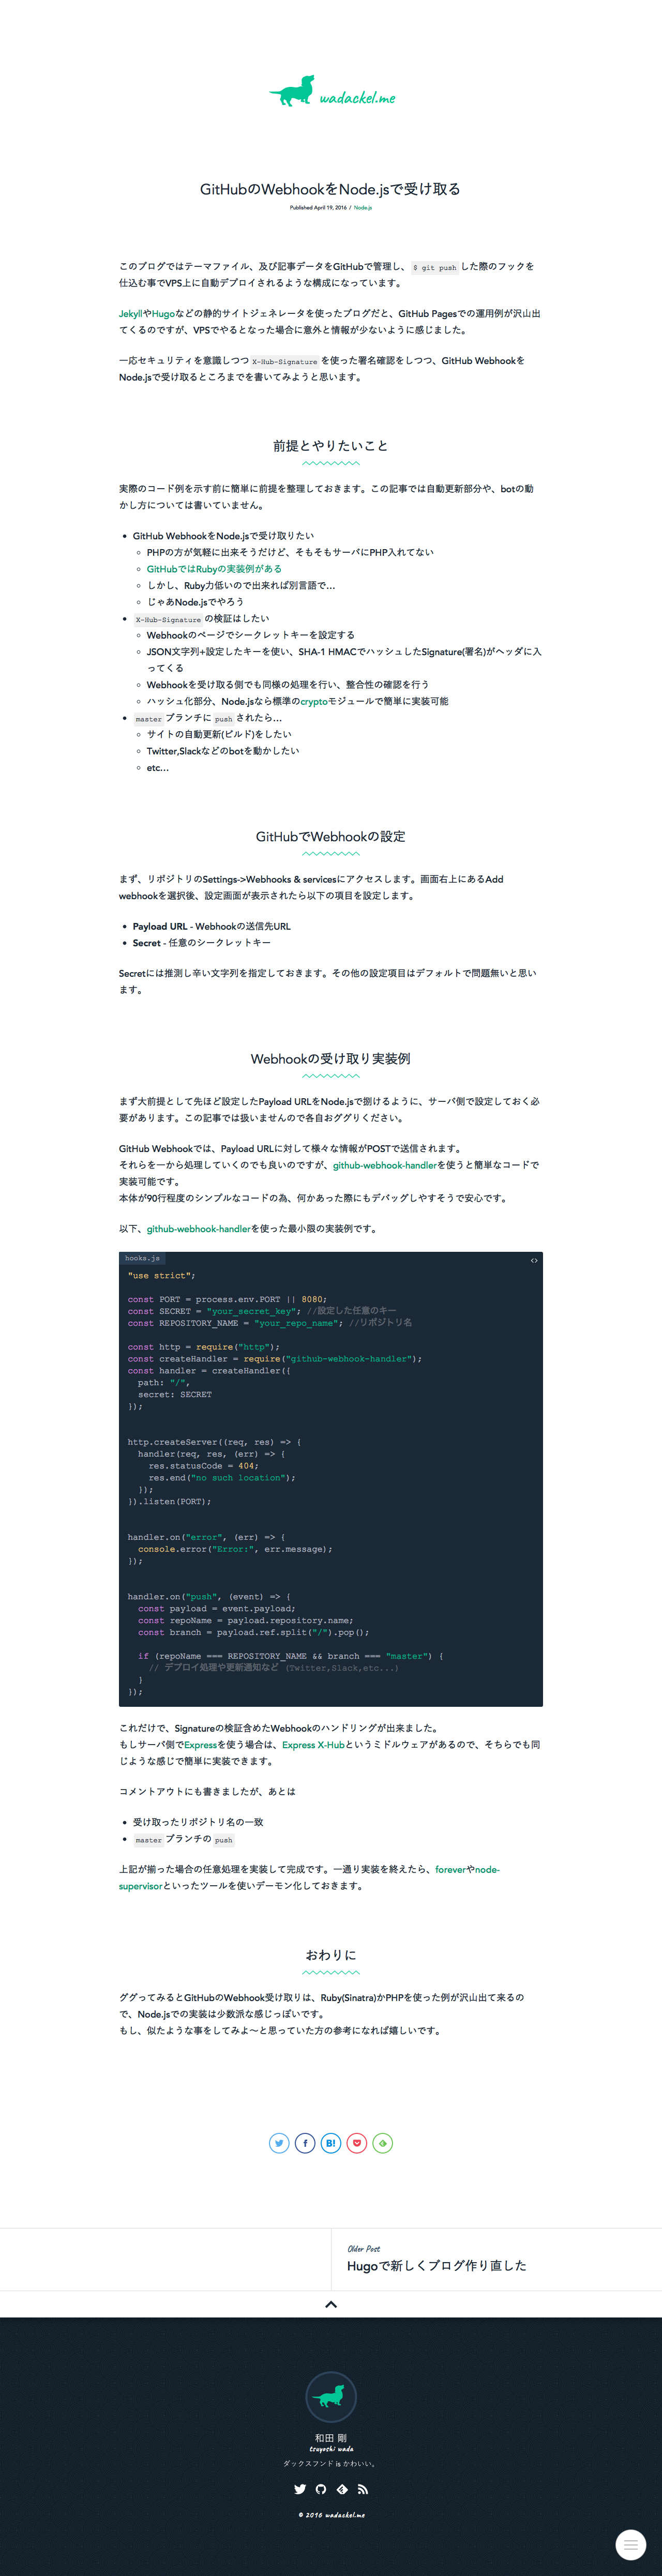 wadackel.me
GitHubのWebhookをNode.jsで受け取る
Published April 19, 2016 / Node.js
このブログではテーマファイル、及び記事データをGitHubで管理し、 $ git push した際のフックを
仕込む事でVPS上に自動デプロイされるような構成になっています。
JekyllやHugoなどの静的サイトジェネレータを使ったブログだと、GitHub Pagesでの運用例が沢山出
てくるのですが、VPSでやるとなった場合に意外と情報が少ないように感じました。
一応セキュリティを意識しつつ X-Hub-Signature を使った署名確認をしつつ、GitHub Webhookを
Node.jsで受け取るところまでを書いてみようと思います。
前提とやりたいこと
実際のコード例を示す前に簡単に前提を整理しておきます。この記事では自動更新部分や、botの動
かし方については書いていません。
• GitHub WebhookをNode.jsで受け取りたい
◦ PHPの方が気軽に出来そうだけど、そもそもサーバにPHP入れてない
◦ GitHubではRubyの実装例がある
◦ しかし、Ruby力低いので出来れば別言語で…
◦ じゃあNode.jsでやろう
• X-Hub-Signature の検証はしたい
◦ Webhookのページでシークレットキーを設定する
◦ JSON文字列+設定したキーを使い、SHA-1 HMACでハッシュしたSignature(署名)がヘッダに入
ってくる
◦ Webhookを受け取る側でも同様の処理を行い、整合性の確認を行う
◦ ハッシュ化部分、Node.jsなら標準のcryptoモジュールで簡単に実装可能
• master ブランチに push されたら…
◦ サイトの自動更新(ビルド)をしたい
◦ Twitter,Slackなどのbotを動かしたい
◦ etc…
GitHubでWebhookの設定
まず、リポジトリのSettings->Webhooks & servicesにアクセスします。画面右上にあるAdd
webhookを選択後、設定画面が表示されたら以下の項目を設定します。
• Payload URL - Webhookの送信先URL
• Secret - 任意のシークレットキー
Secretには推測し辛い文字列を指定しておきます。その他の設定項目はデフォルトで問題無いと思い
ます。
Webhookの受け取り実装例
まず大前提として先ほど設定したPayload URLをNode.jsで捌けるように、サーバ側で設定しておく必
要があります。この記事では扱いませんので各自おググりください。
GitHub Webhookでは、Payload URLに対して様々な情報がPOSTで送信されます。
それらを一から処理していくのでも良いのですが、github-webhook-handlerを使うと簡単なコードで
実装可能です。
本体が90行程度のシンプルなコードの為、何かあった際にもデバッグしやすそうで安心です。
以下、github-webhook-handlerを使った最小限の実装例です。
hooks.js
"use strict";
const PORT = process.env.PORT || 8080;
const SECRET = "your_secret_key"; //設定した任意のキー
const REPOSITORY_NAME = "your_repo_name"; //リポジトリ名
const http = require("http");
const createHandler = require("github-webhook-handler");
const handler = createHandler({
path: "/",
secret: SECRET
});
http.createServer((req, res) => {
handler(req, res, (err) => {
res.statusCode = 404;
res.end("no such location");
});
}).listen(PORT);
handler.on("error", (err) => {
console.error("Error:", err.message);
});
handler.on("push", (event) => {
const payload = event.payload;
const repoName = payload.repository.name;
const branch = payload.ref.split("/").pop();
if (repoName === REPOSITORY_NAME && branch === "master") {
// デプロイ処理や更新通知など (Twitter,Slack,etc...)
}
});
これだけで、Signatureの検証含めたWebhookのハンドリングが出来ました。
もしサーバ側でExpressを使う場合は、Express X-Hubというミドルウェアがあるので、そちらでも同
じような感じで簡単に実装できます。
コメントアウトにも書きましたが、あとは
• 受け取ったリポジトリ名の一致
• master ブランチの push
上記が揃った場合の任意処理を実装して完成です。一通り実装を終えたら、foreverやnode-
supervisorといったツールを使いデーモン化しておきます。
おわりに
ググってみるとGitHubのWebhook受け取りは、Ruby(Sinatra)かPHPを使った例が沢山出て来るの
で、Node.jsでの実装は少数派な感じっぽいです。
もし、似たような事をしてみよ〜と思っていた方の参考になれば嬉しいです。
B!
Older Post
Hugoで新しくブログ作り直した
和田 剛
tsuyoshi wada
ダックスフンド is かわいい。
© 2016 wadackel.me